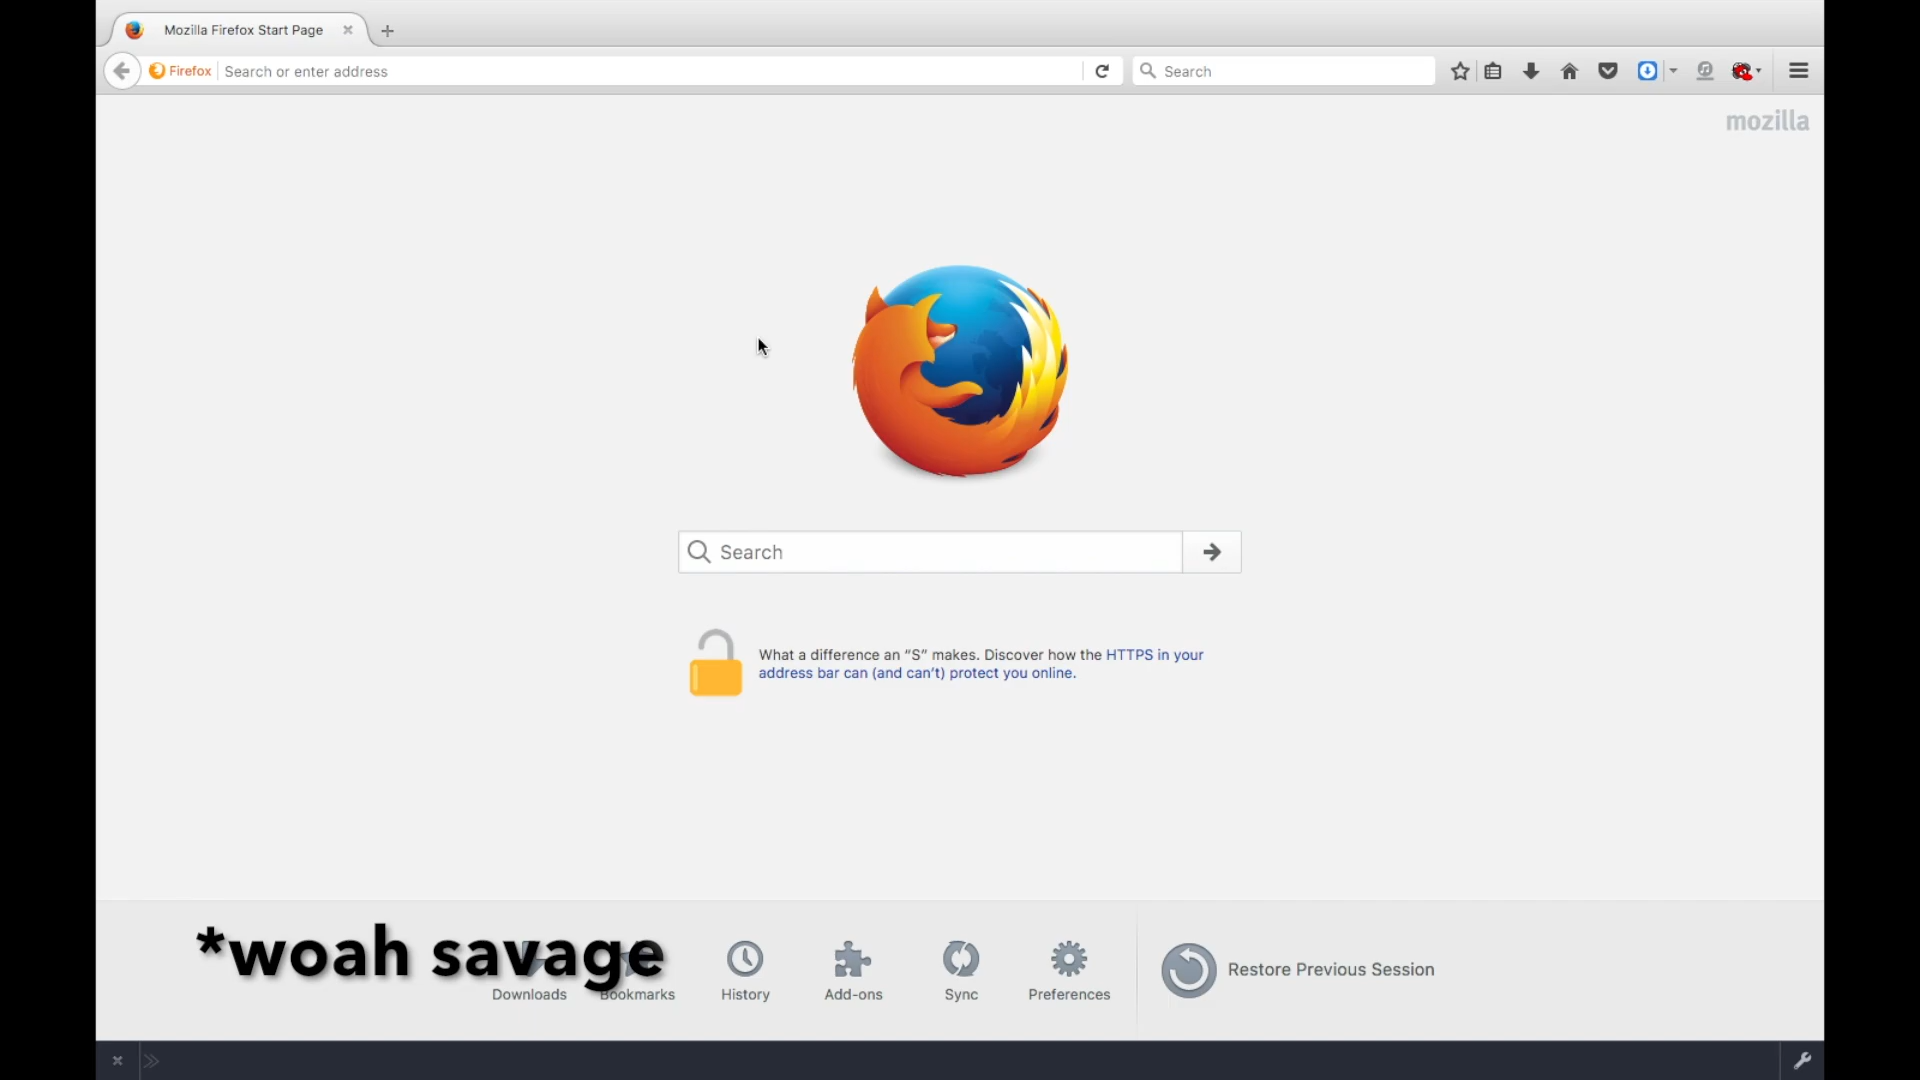 Mozilla Firefox Start Page
Firefox
Search or enter address
Search
mozilla
Search
What a difference an “S” makes. Discover how the HTTPS in your
address bar can (and can’t) protect you online.
*woah savage
Downloads
Bookmarks
History
Add-ons
Sync
Preferences
Restore Previous Session